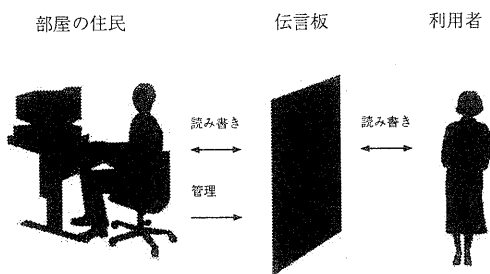 部屋の住民
伝言板
利用者
読み書き
読み書き
管理